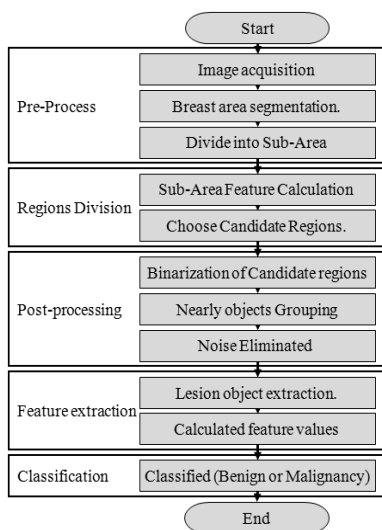 Start
Pre-Process
Image acquisition
Breast area segmentation.
Divide into Sub-Area
Regions Division
Sub-Area Feature Calculation
Choose Candidate Regions.
Post-processing
Binarization of Candidate regions
Nearly objects Grouping
Noise Eliminated
Feature extraction
Lesion object extraction.
Calculated feature values
Classification
Classified (Benign or Malignancy)
End